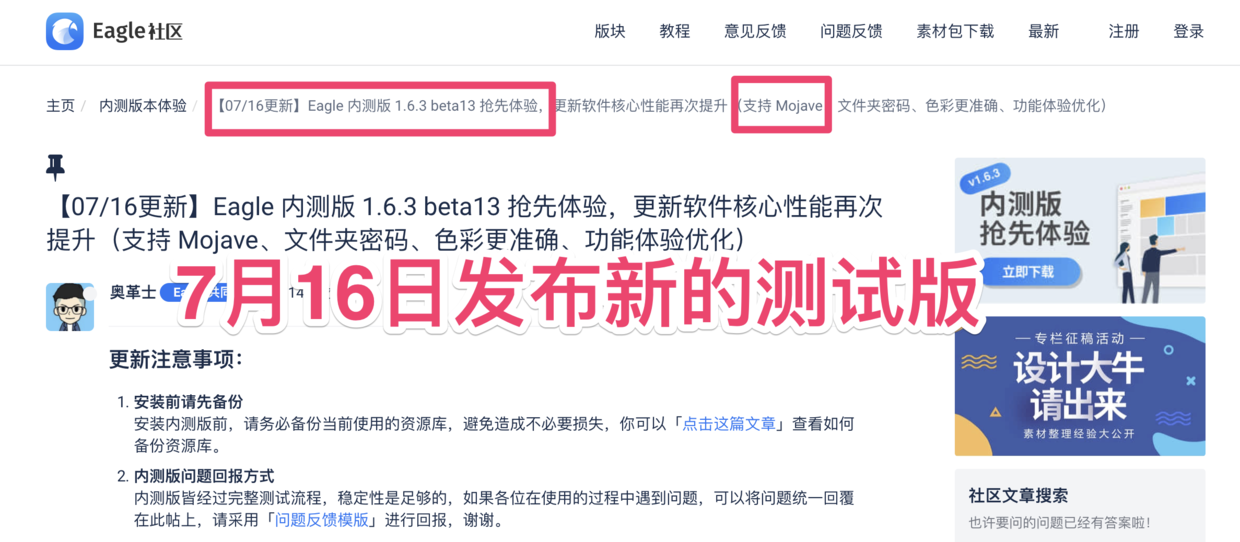 Eagle社区
版块 教程 意见反馈 问题反馈 素材包下载 最新 注册 登录
主页 / 内测版本体验 / 【07/16更新】Eagle 内测版 1.6.3 beta13 抢先体验，更新软件核心性能再次提升（支持 Mojave、文件夹密码、色彩更准确、功能体验优化）
【07/16更新】Eagle 内测版 1.6.3 beta13 抢先体验，更新软件核心性能再次
提升（支持 Mojave、文件夹密码、色彩更准确、功能体验优化）
奥革士
7月16日发布新的测试版
更新注意事项：
1. 安装前请先备份
安装内测版前，请务必备份当前使用的资源库，避免造成不必要损失，你可以「点击这篇文章」查看如何
备份资源库。
2. 内测版问题回报方式
内测版皆经过完整测试流程，稳定性是足够的，如果各位在使用的过程中遇到问题，可以将问题统一回覆
在此帖上，请采用「问题反馈模版」进行回报，谢谢。
v1.6.3
内测版
抢先体验
立即下载
专栏征稿活动
设计大牛
请出来
素材整理经验大公开
社区文章搜索
也许要问的问题已经有答案啦！